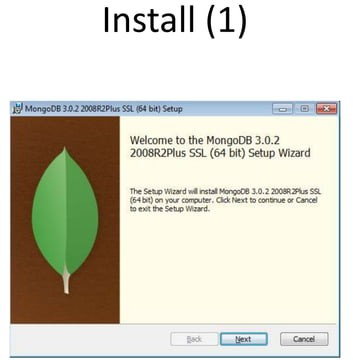 Install (1)
MongoDB 3.0.2 2008R2Plus SSL (64 bit) Setup
Welcome to the MongoDB 3.0.2
2008R2Plus SSL (64 bit) Setup Wizard
The Setup Wizard will install MongoDB 3.0.2 2008R2Plus SSL
(64 bit) on your computer. Click Next to continue or Cancel
to exit the Setup Wizard.
Back Next Cancel